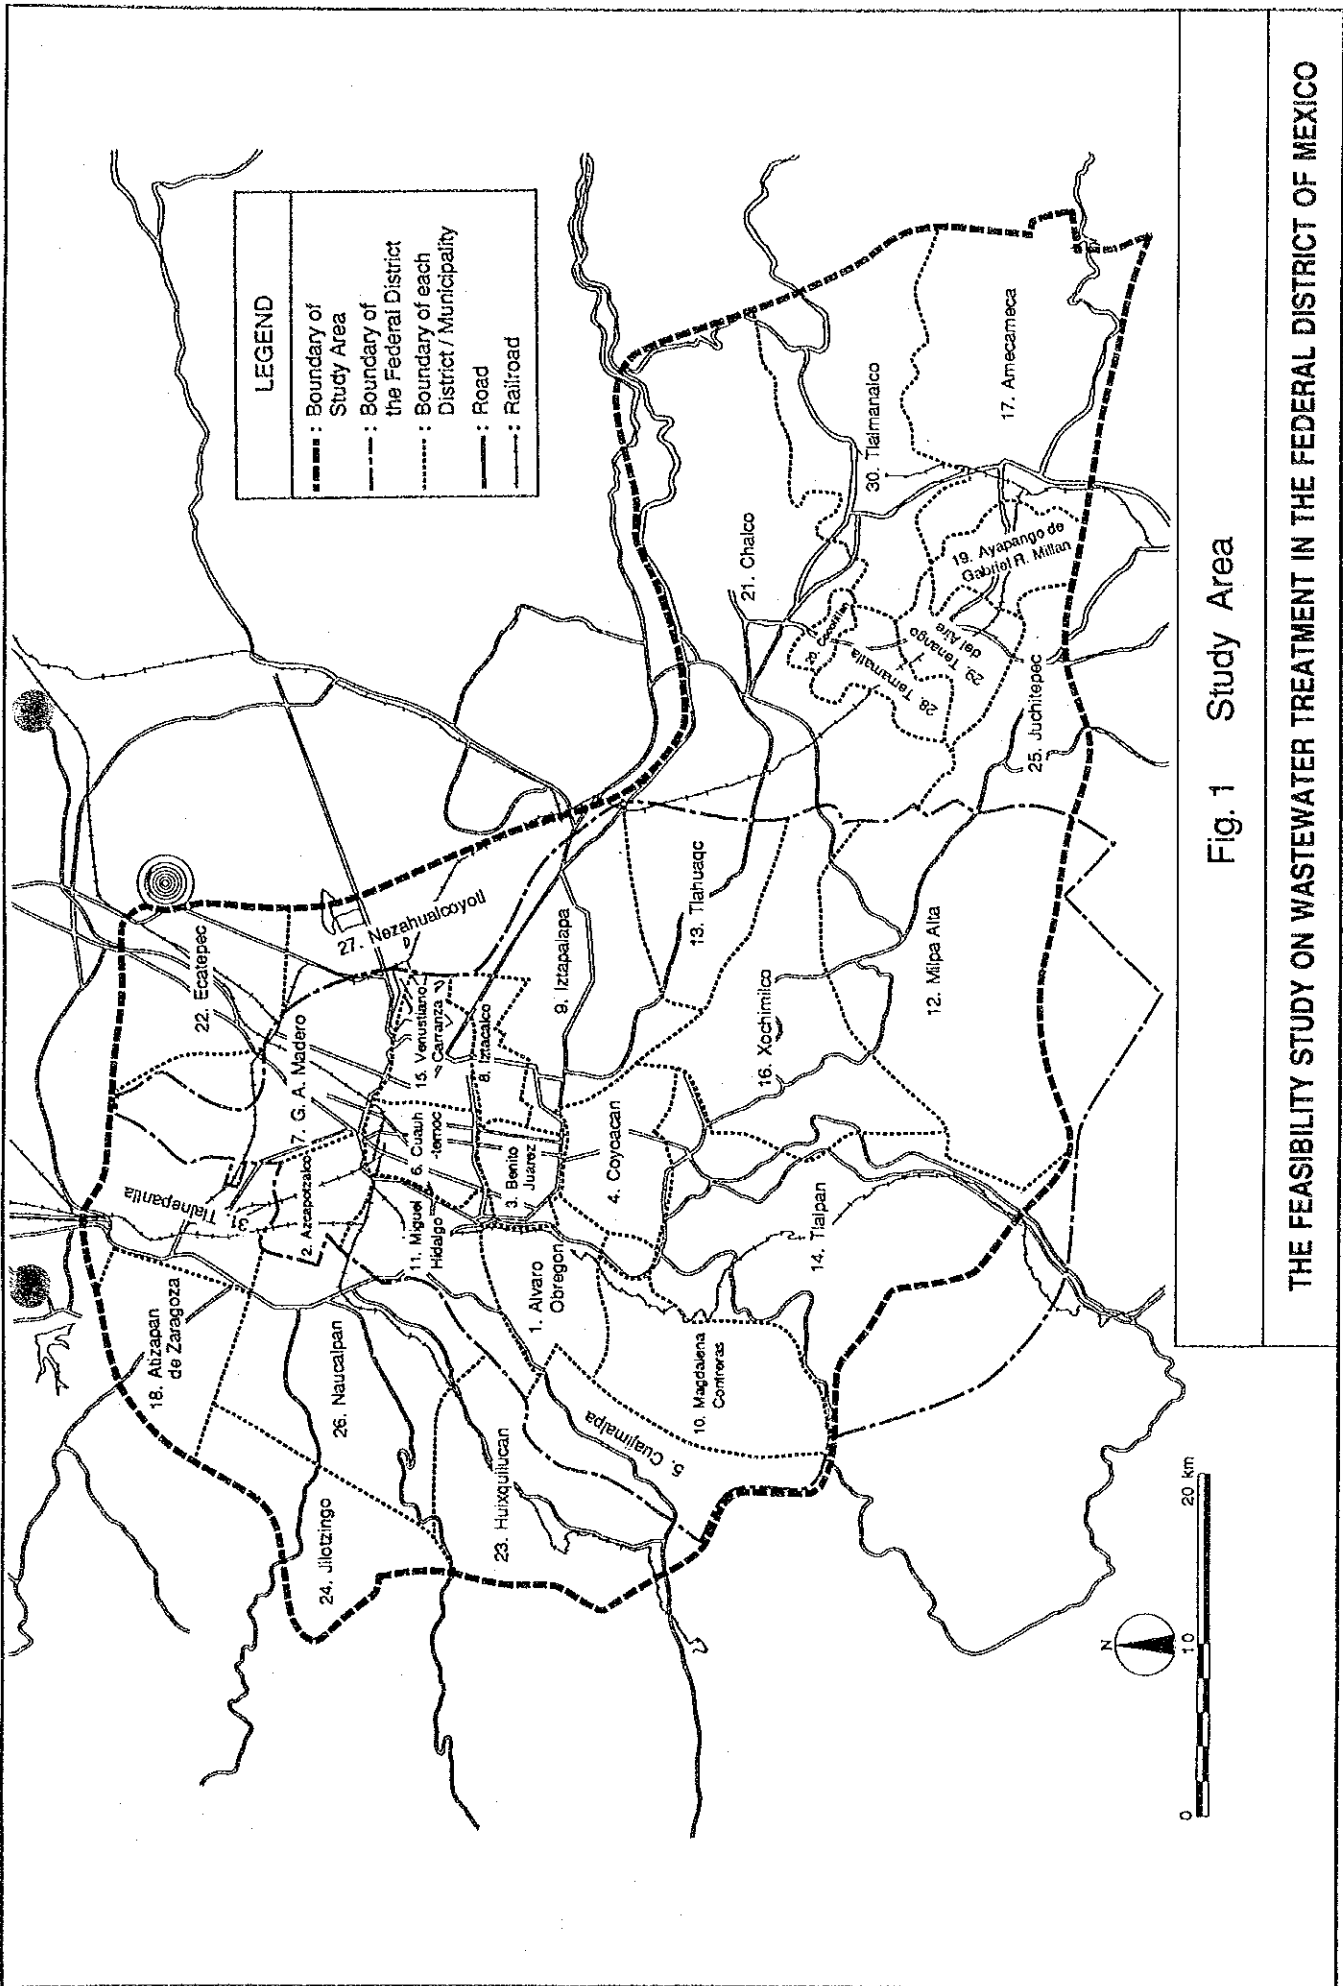 LEGEND
: Boundary of
Study Area
: Boundary of
the Federal District
: Boundary of each
District / Municipality
: Road
: Railroad
18. Atizapan
de Zaragoza
31. Tlalnepantla
22. Ecatepec
24. Jilotzingo
26. Naucalpan
2. Azcapotzalco
7. G. A. Madero
27. Nezahualcoyotl
11. Miguel
Hidalgo
6. Cuauh
-temoc
15. Venustiano
Carranza
23. Huixquilucan
1. Alvaro
Obregon
3. Benito
Juarez
8. Iztacalco
9. Iztapalapa
5. Cuajimalpa
4. Coyoacan
10. Magdalena
Contreras
13. Tlahuaqc
21. Chalco
14. Tlalpan
16. Xochimilco
30. Tlalmanalco
28. Temamatla
29. Tenango
del Aire
19. Ayapango de
Gabriel R. Millan
12. Milpa Alta
25. Juchitepec
17. Amecameca
N
0
10
20 km
Fig. 1 Study Area
THE FEASIBILITY STUDY ON WASTEWATER TREATMENT IN THE FEDERAL DISTRICT OF MEXICO